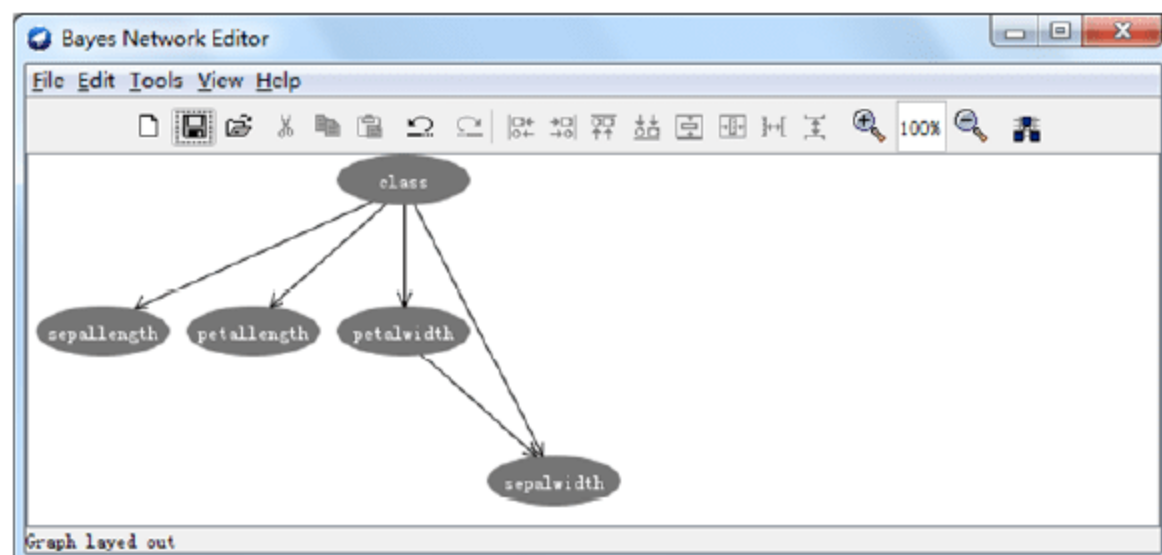 Bayes Network Editor
File Edit Tools View Help
100%
class
sepallength petallength petalwidth
sepalwidth
Graph layed out